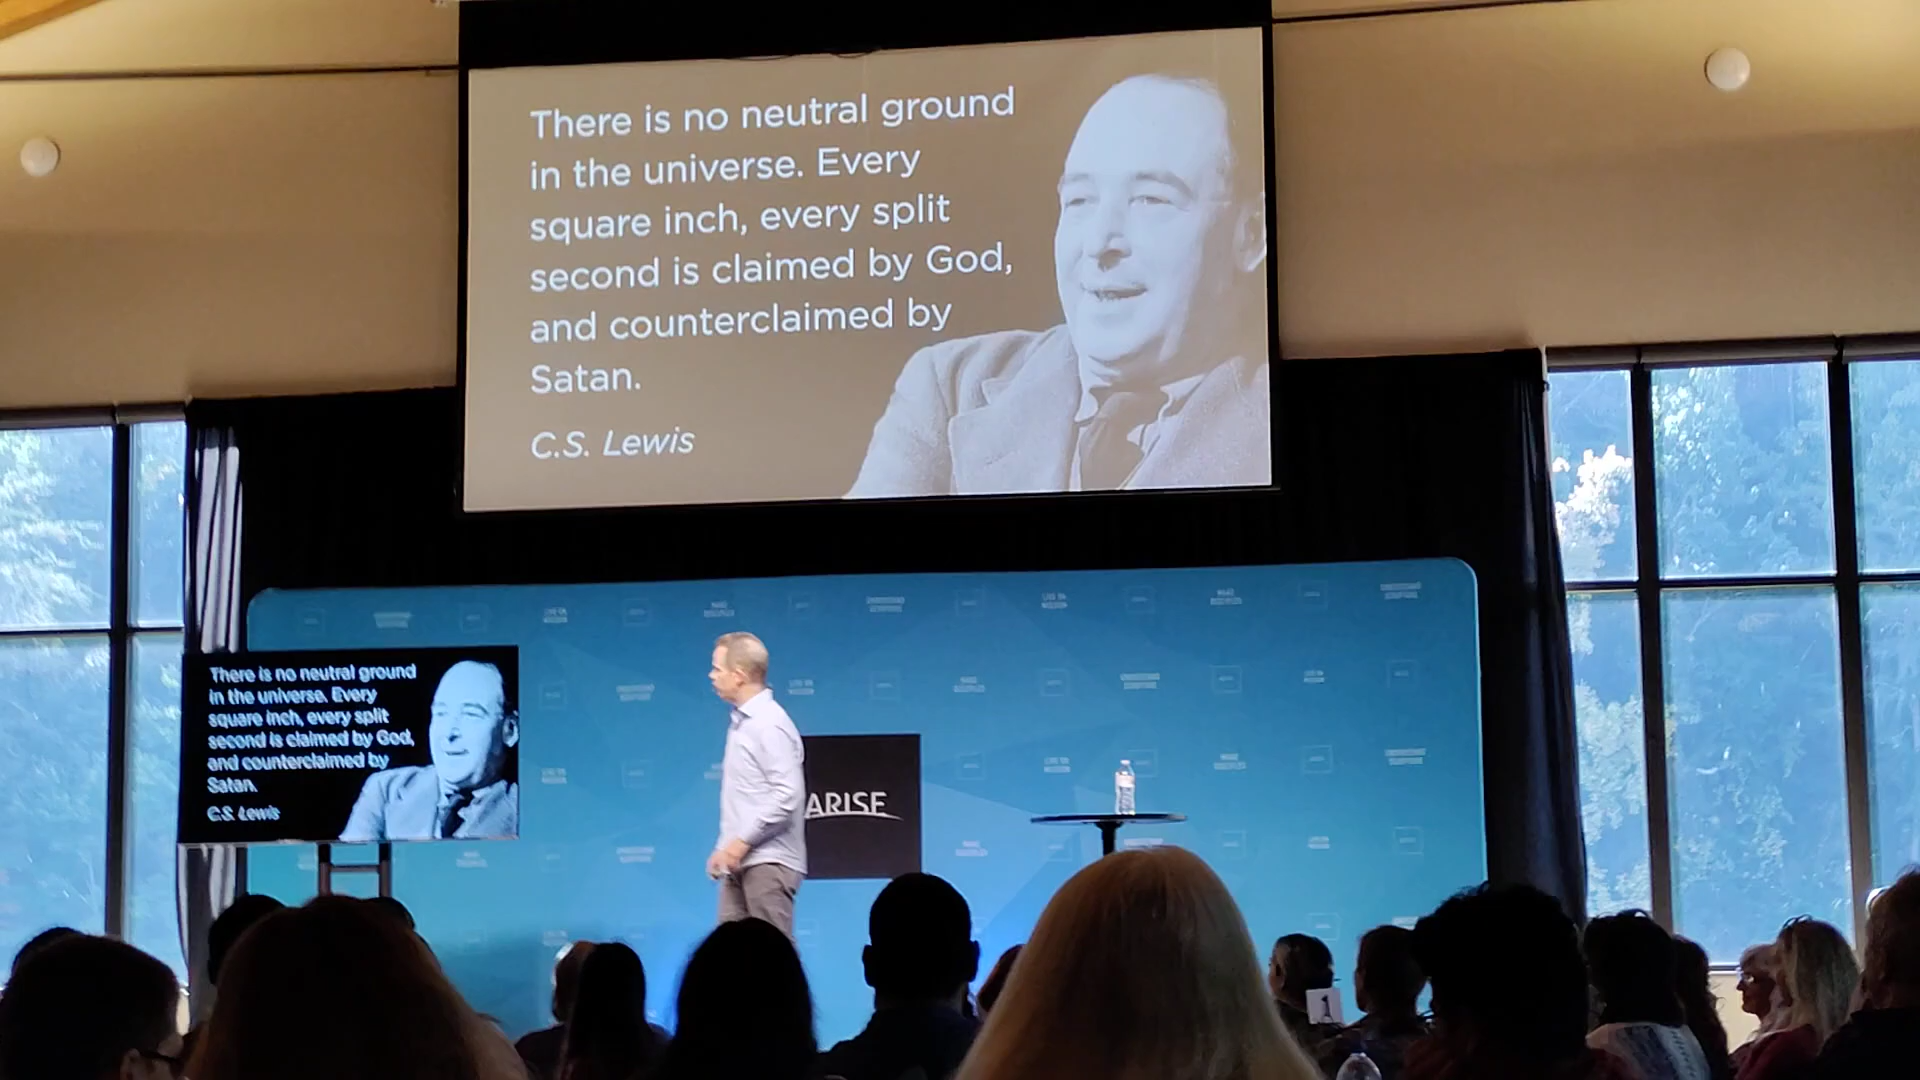 There is no neutral ground
in the universe. Every
square inch, every split
second is claimed by God,
and counterclaimed by
Satan.
C.S. Lewis
There is no neutral ground
in the universe. Every
square inch, every split
second is claimed by God,
and counterclaimed by
Satan.
C.S. Lewis
ARISE
1